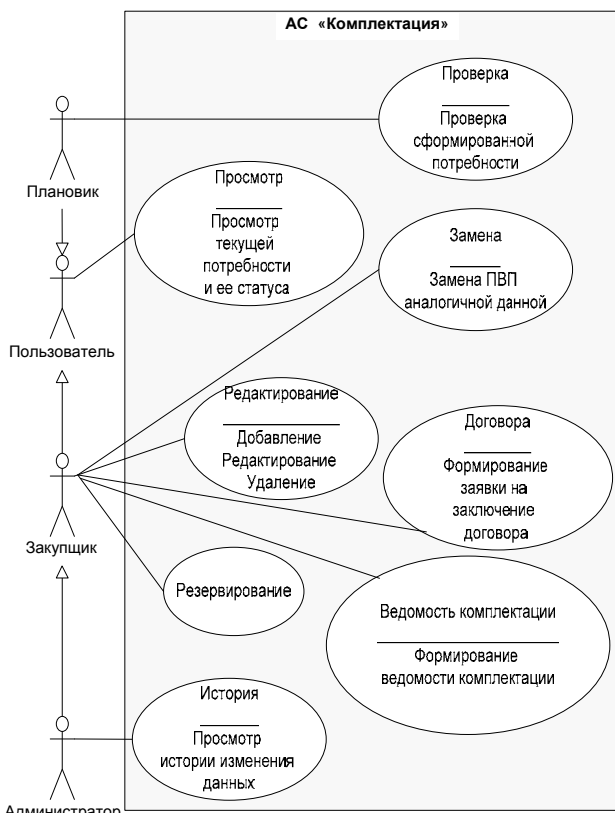 АС «Комплектация»
Проверка
Проверка
сформированной
потребности
Плановик
Просмотр
Просмотр
текущей
потребности
и ее статуса
Замена
Замена ПВП
аналогичной данной
Пользователь
Редактирование
Добавление
Редактирование
Удаление
Договора
Формирование
заявки на
заключение
договора
Закупщик
Резервирование
Ведомость комплектации
Формирование
ведомости комплектации
История
Просмотр
истории изменения
данных
Администратор